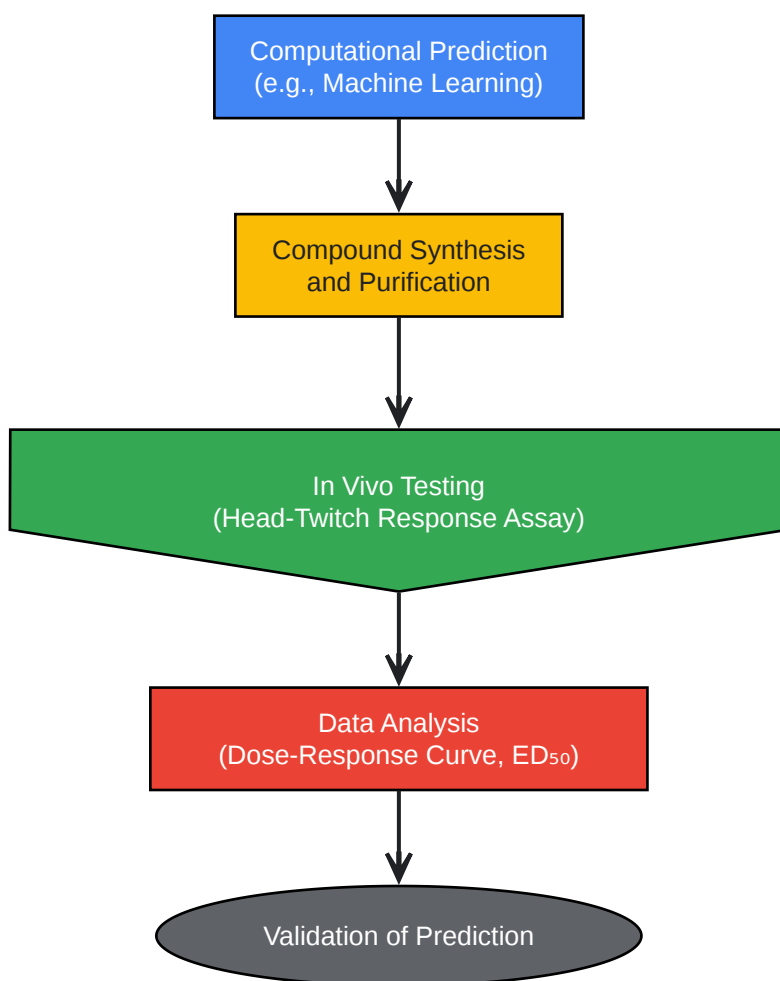 Computational Prediction
(e.g., Machine Learning)
Compound Synthesis
and Purification
In Vivo Testing
(Head-Twitch Response Assay)
Data Analysis
(Dose-Response Curve, ED₅₀)
Validation of Prediction